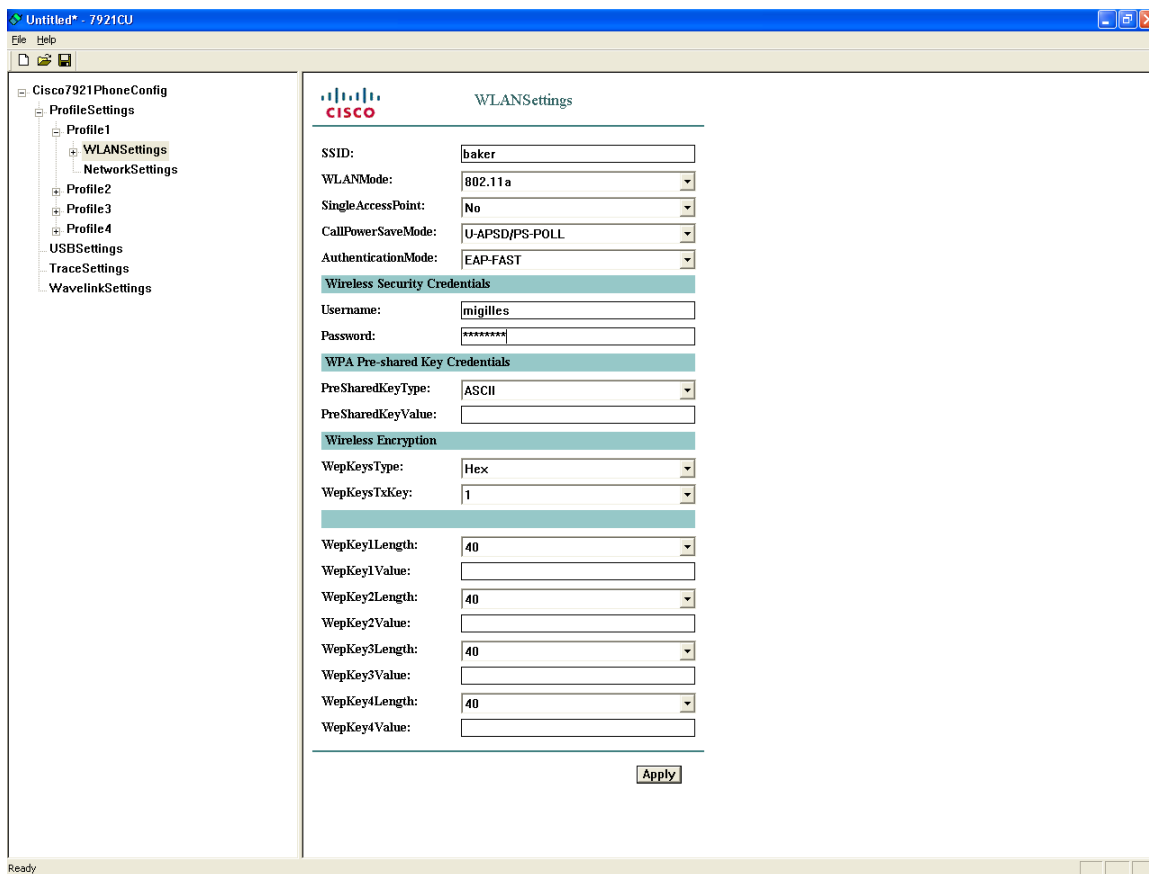 Untitled* - 7921CU
File Help
Cisco7921PhoneConfig
ProfileSettings
Profile1
WLANSettings
NetworkSettings
Profile2
Profile3
Profile4
USBSettings
TraceSettings
WavelinkSettings
CISCO
WLANSettings
SSID: baker
WLANMode: 802.11a
SingleAccessPoint: No
CallPowerSaveMode: U-APSD/PS-POLL
AuthenticationMode: EAP-FAST
Wireless Security Credentials
Username: migilles
Password: ********
WPA Pre-shared Key Credentials
PreSharedKeyType: ASCII
PreSharedKeyValue:
Wireless Encryption
WepKeysType: Hex
WepKeysTxKey: 1
WepKey1Length: 40
WepKey1Value:
WepKey2Length: 40
WepKey2Value:
WepKey3Length: 40
WepKey3Value:
WepKey4Length: 40
WepKey4Value:
Apply
Ready